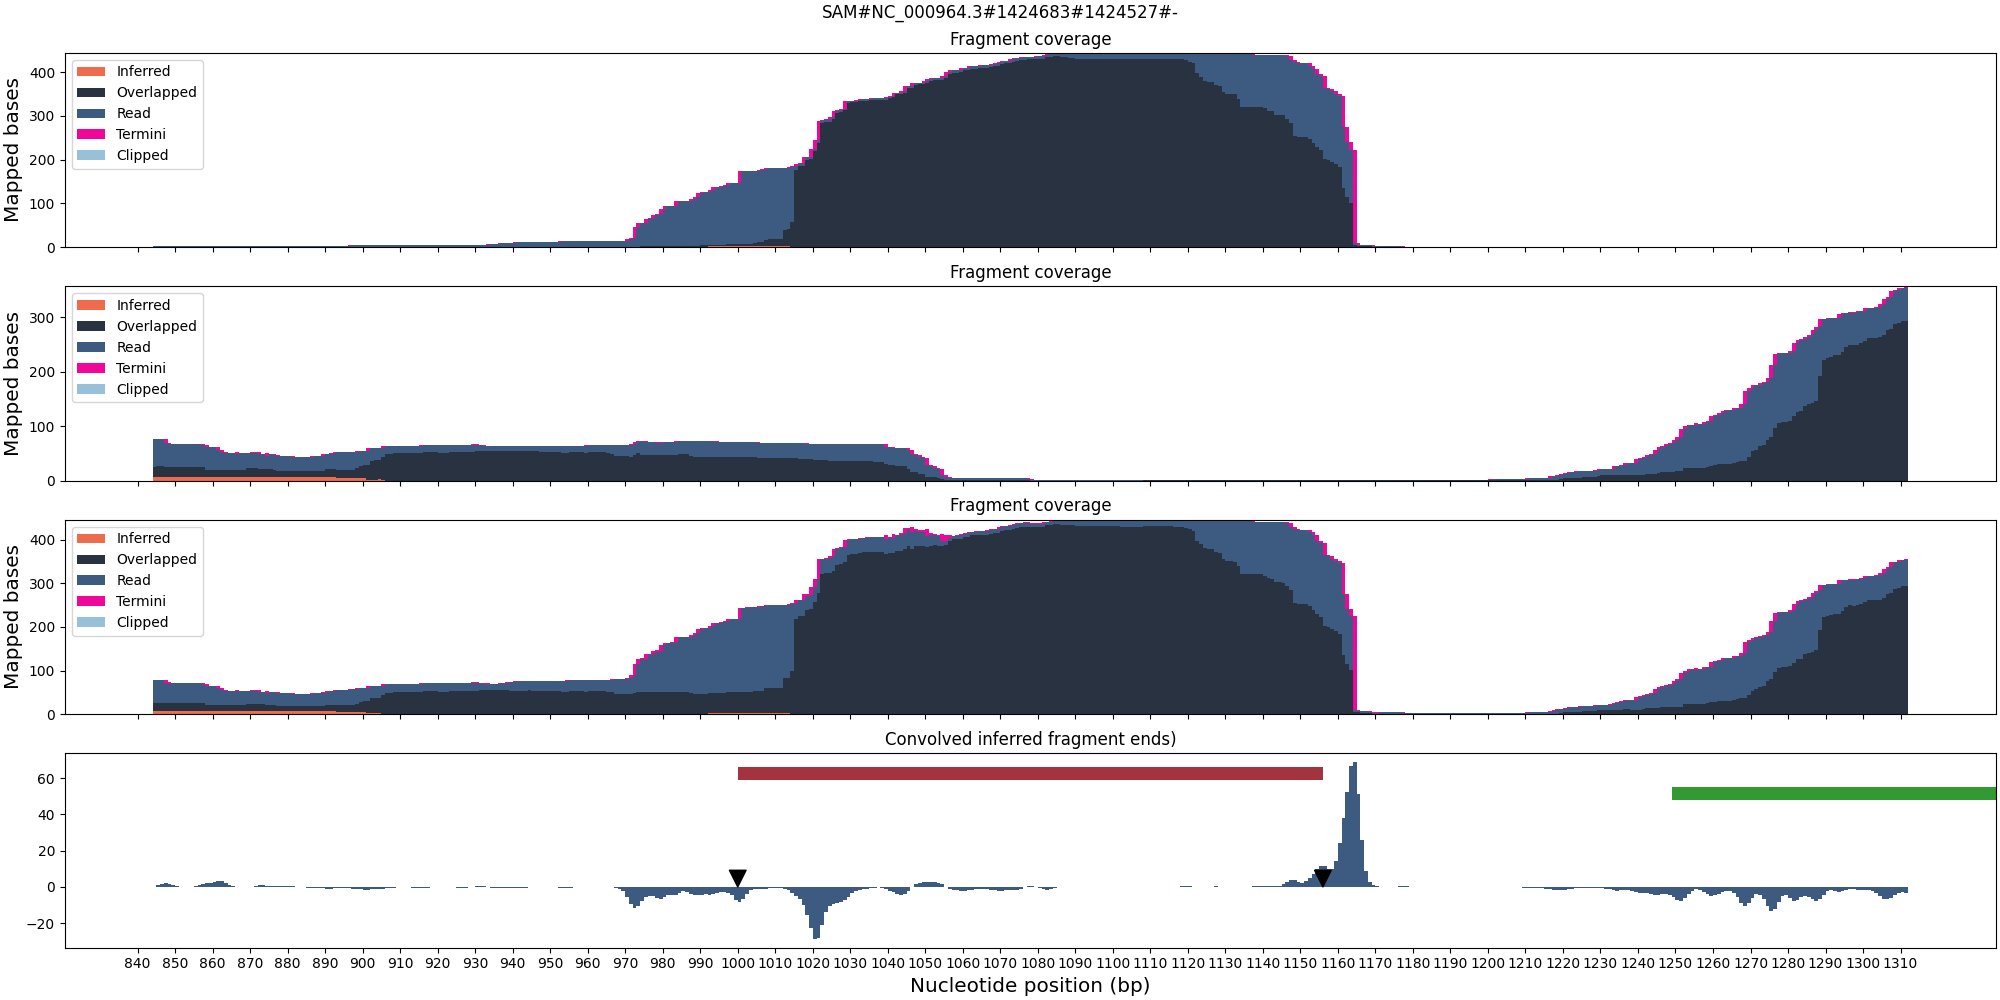 SAM#NC_000964.3#1424683#1424527#-
Fragment coverage
Mapped bases
400
300
200
100
0
Inferred
Overlapped
Read
Termini
Clipped
Fragment coverage
Mapped bases
300
200
100
0
Inferred
Overlapped
Read
Termini
Clipped
Fragment coverage
Mapped bases
400
300
200
100
0
Inferred
Overlapped
Read
Termini
Clipped
Convolved inferred fragment ends)
60
40
20
0
−20
840 850 860 870 880 890 900 910 920 930 940 950 960 970 980 990 1000 1010 1020 1030 1040 1050 1060 1070 1080 1090 1100 1110 1120 1130 1140 1150 1160 1170 1180 1190 1200 1210 1220 1230 1240 1250 1260 1270 1280 1290 1300 1310
Nucleotide position (bp)